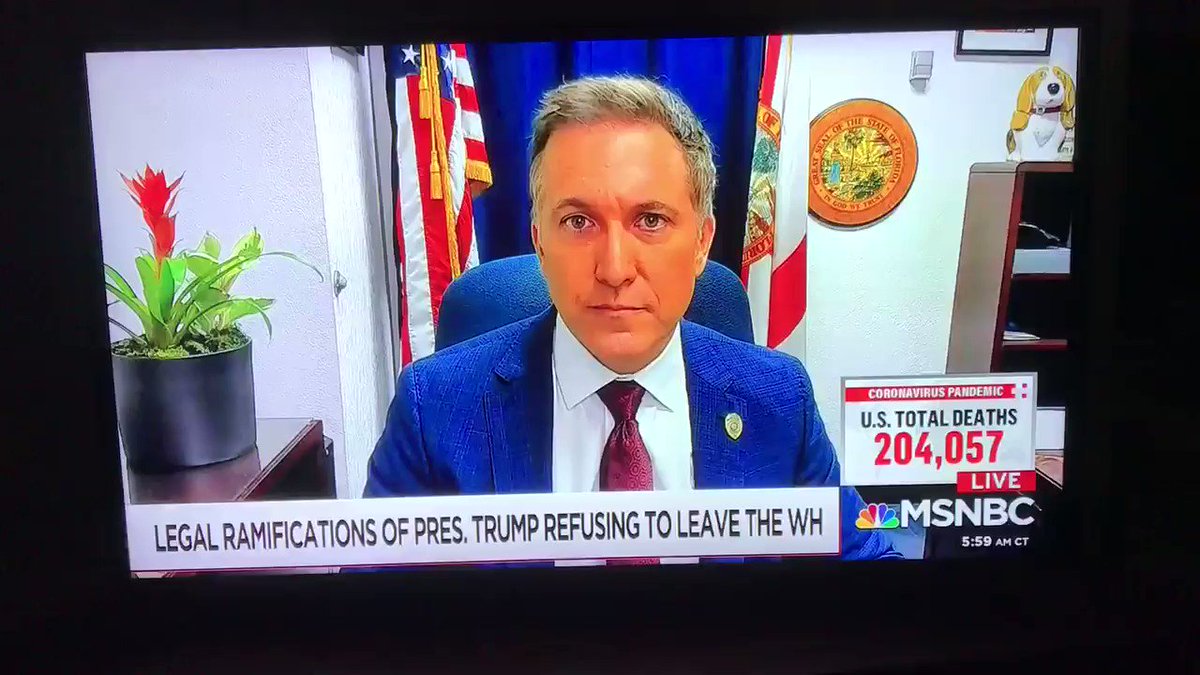 GREAT SEAL OF THE STATE OF FLORIDA
IN GOD WE TRUST
CORONAVIRUS PANDEMIC
U.S. TOTAL DEATHS
204,057
LIVE
LEGAL RAMIFICATIONS OF PRES. TRUMP REFUSING TO LEAVE THE WH
MSNBC
5:59 AM CT